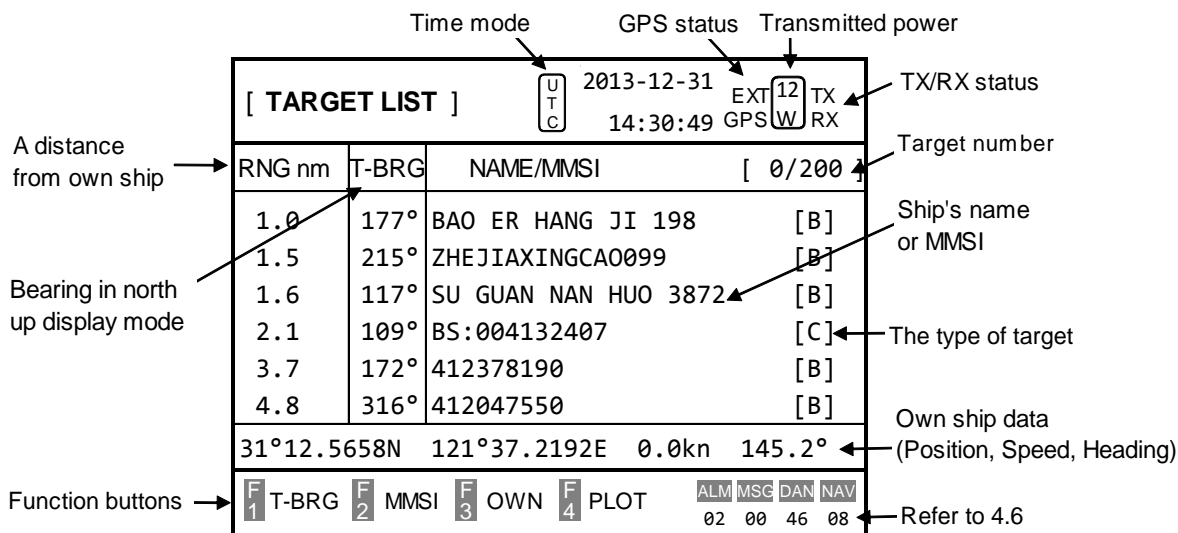 Time mode GPS status Transmitted power
[ TARGET LIST ] UTC 2013-12-31 EXT 12 TX TX/RX status
14:30:49 GPS W RX
A distance
from own ship
Target number
RNG nm T-BRG NAME/MMSI [ 0/200 ]
1.0 177° BAO ER HANG JI 198 [B]
Ship's name
or MMSI
1.5 215° ZHEJIAXINGCAO099 [B]
Bearing in north
up display mode
1.6 117° SU GUAN NAN HUO 3872 [B]
2.1 109° BS:004132407 [C] The type of target
3.7 172° 412378190 [B]
4.8 316° 412047550 [B]
Own ship data
(Position, Speed, Heading)
31°12.5658N 121°37.2192E 0.0kn 145.2°
Function buttons F1 T-BRG F2 MMSI F3 OWN F4 PLOT ALM MSG DAN NAV
02 00 46 08 Refer to 4.6